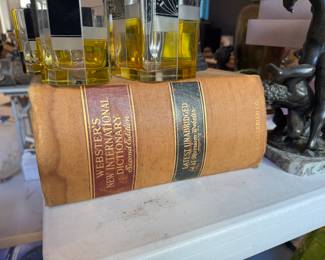 WEBSTER'S
NEW INTERNATIONAL
DICTIONARY
Second Edition
LATEST UNABRIDGED